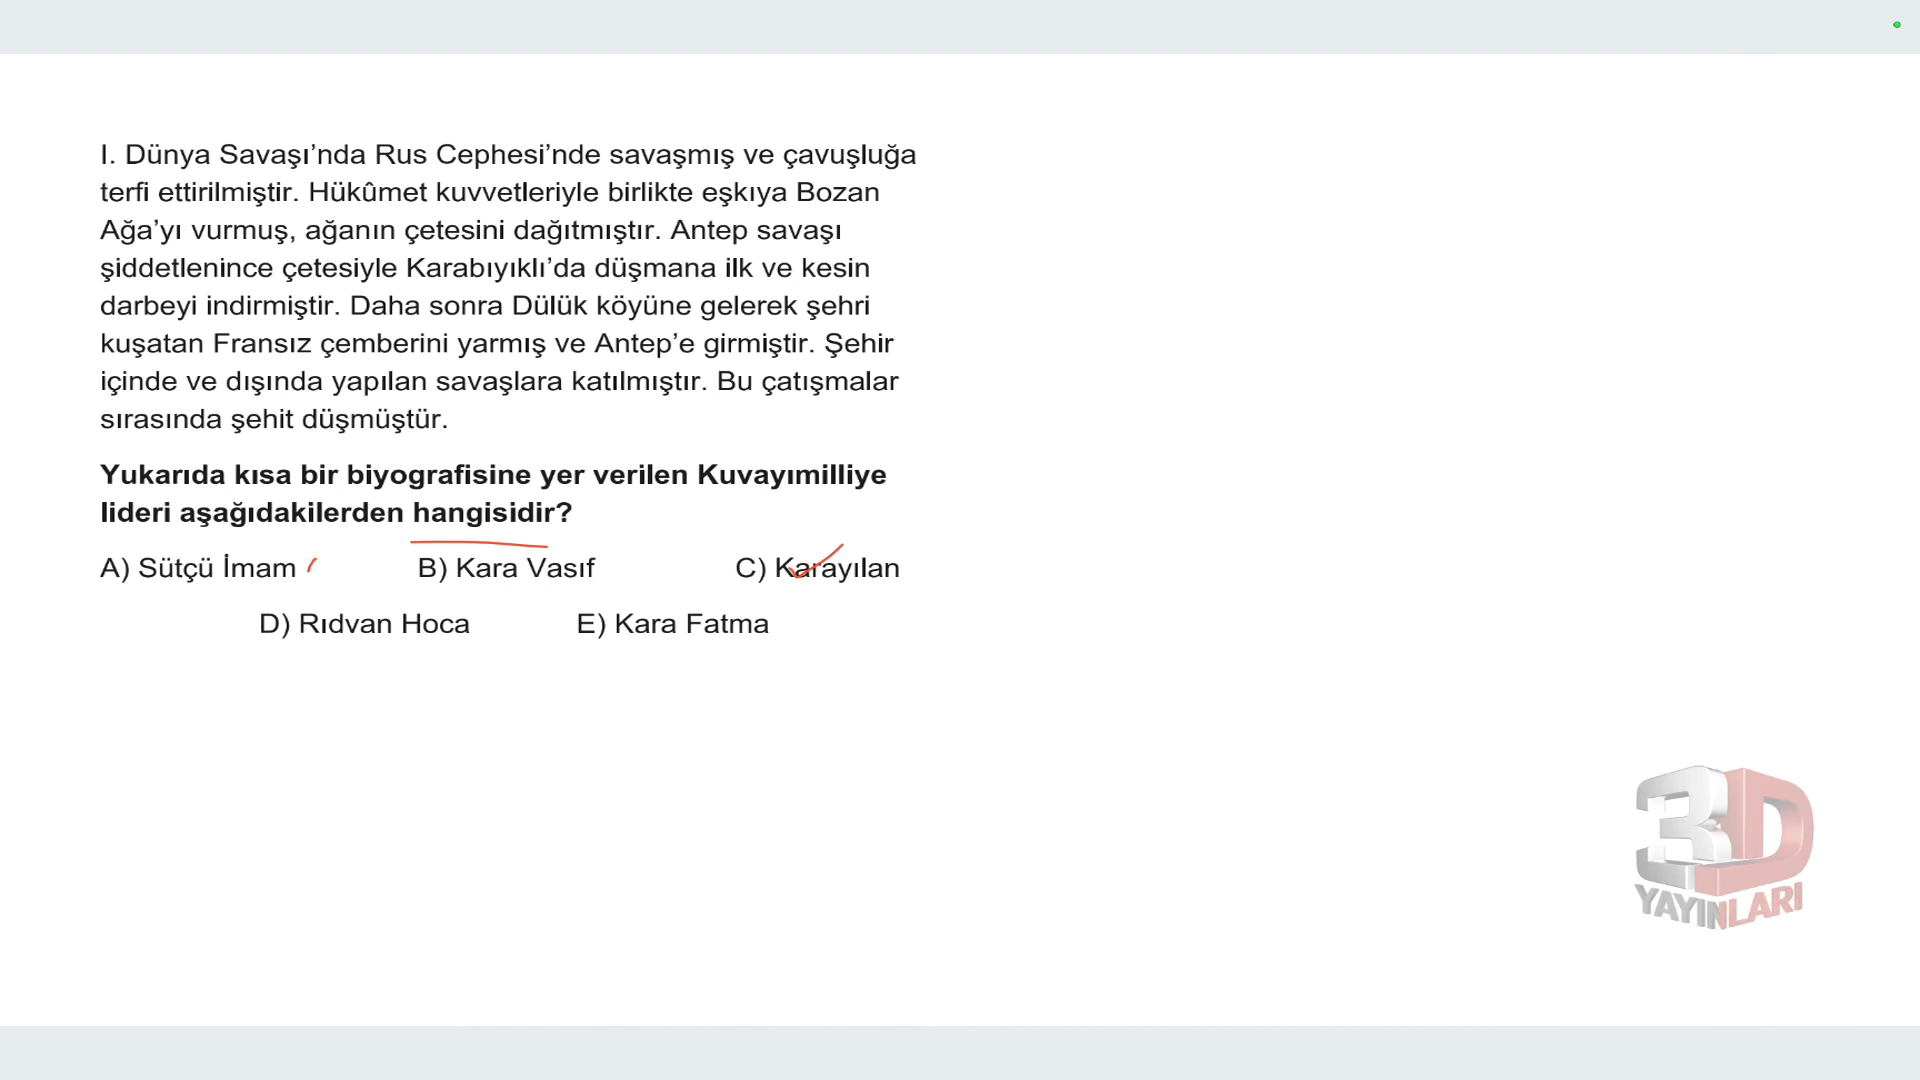 I. Dünya Savaşı’nda Rus Cephesi’nde savaşmış ve çavuşluğa
terfi ettirilmiştir. Hükûmet kuvvetleriyle birlikte eşkıya Bozan
Ağa’yı vurmuş, ağanın çetesini dağıtmıştır. Antep savaşı
şiddetlenince çetesiyle Karabıyıklı’da düşmana ilk ve kesin
darbeyi indirmiştir. Daha sonra Dülük köyüne gelerek şehri
kuşatan Fransız çemberini yarmış ve Antep’e girmiştir. Şehir
içinde ve dışında yapılan savaşlara katılmıştır. Bu çatışmalar
sırasında şehit düşmüştür.
Yukarıda kısa bir biyografisine yer verilen Kuvayımilliye
lideri aşağıdakilerden hangisidir?
A) Sütçü İmam B) Kara Vasıf C) Karayılan
D) Rıdvan Hoca E) Kara Fatma
3D
YAYINLARI